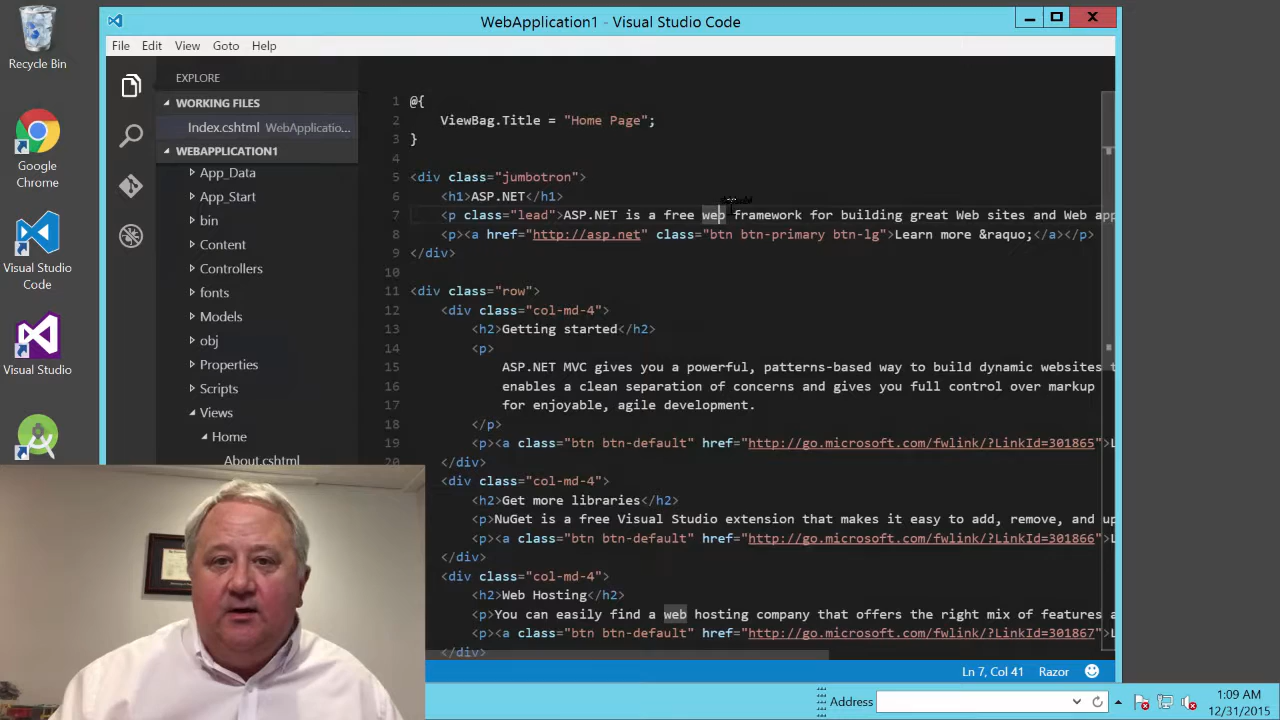 WebApplication1 - Visual Studio Code
File Edit View Goto Help
Recycle Bin
Google
Chrome
Visual Studio
Code
Visual Studio
EXPLORE
WORKING FILES
Index.cshtml WebApplicatio...
WEBAPPLICATION1
App_Data
App_Start
bin
Content
Controllers
fonts
Models
obj
Properties
Scripts
Views
Home
About.cshtml
1 @{
2 ViewBag.Title = "Home Page";
3 }
4
5 <div class="jumbotron">
6 <h1>ASP.NET</h1>
7 <p class="lead">ASP.NET is a free web framework for building great Web sites and Web app
8 <p><a href="http://asp.net" class="btn btn-primary btn-lg">Learn more &raquo;</a></p>
9 </div>
10
11 <div class="row">
12 <div class="col-md-4">
13 <h2>Getting started</h2>
14 <p>
15 ASP.NET MVC gives you a powerful, patterns-based way to build dynamic websites t
16 enables a clean separation of concerns and gives you full control over markup
17 for enjoyable, agile development.
18 </p>
19 <p><a class="btn btn-default" href="http://go.microsoft.com/fwlink/?LinkId=301865">L
20 </div>
<div class="col-md-4">
<h2>Get more libraries</h2>
<p>NuGet is a free Visual Studio extension that makes it easy to add, remove, and up
<p><a class="btn btn-default" href="http://go.microsoft.com/fwlink/?LinkId=301866">L
</div>
<div class="col-md-4">
<h2>Web Hosting</h2>
<p>You can easily find a web hosting company that offers the right mix of features a
<p><a class="btn btn-default" href="http://go.microsoft.com/fwlink/?LinkId=301867">L
</div>
Ln 7, Col 41 Razor
Address
1:09 AM
12/31/2015